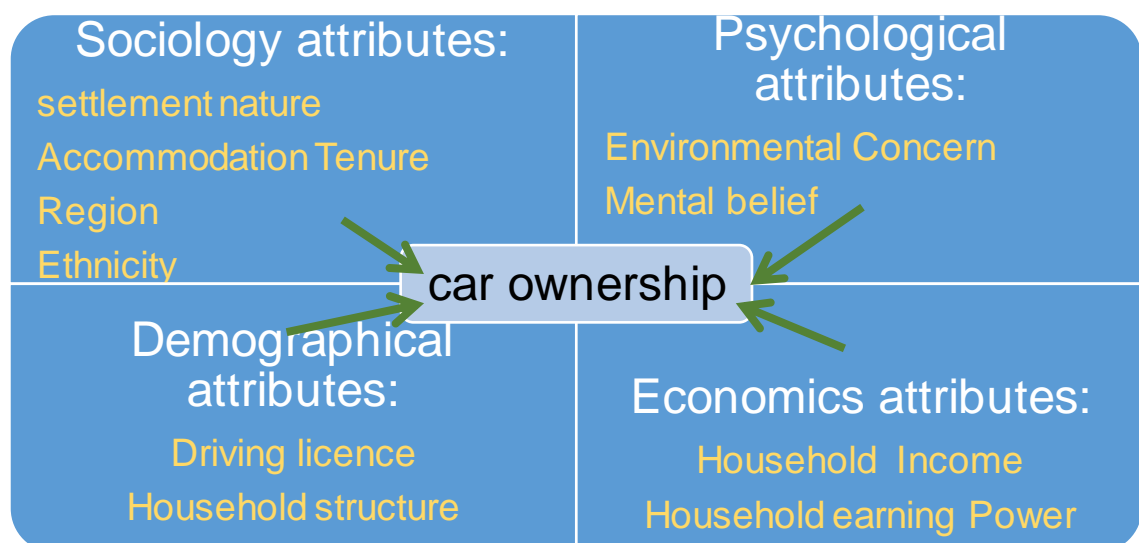 Sociology attributes:
settlement nature
Accommodation Tenure
Region
Ethnicity
Psychological
attributes:
Environmental Concern
Mental belief
car ownership
Demographical
attributes:
Driving licence
Household structure
Economics attributes:
Household Income
Household earning Power